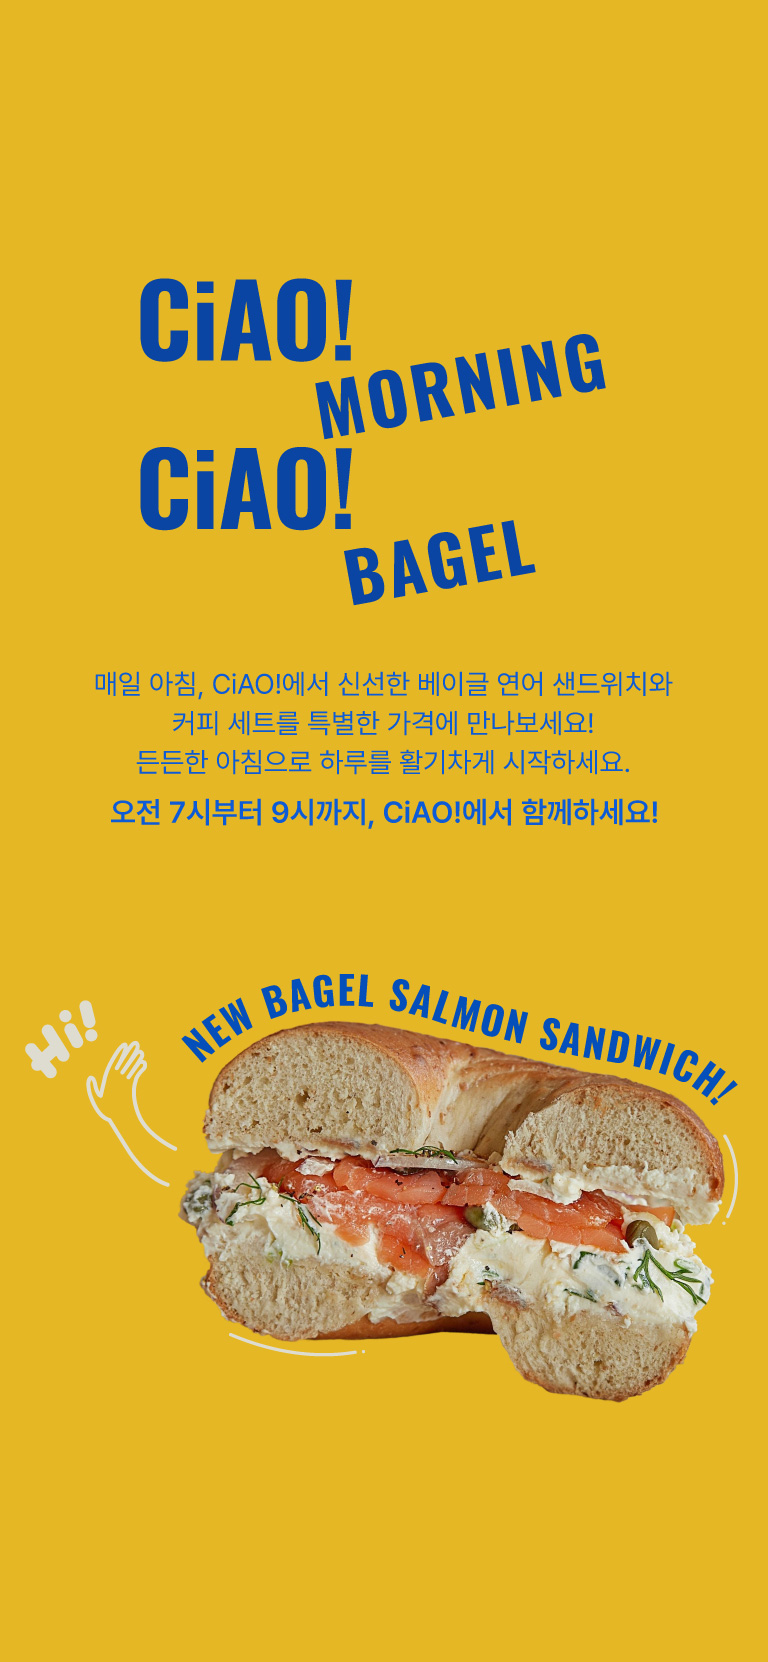 CiAO!
MORNING
CiAO!
BAGEL
매일 아침, CiAO!에서 신선한 베이글 연어 샌드위치와
커피 세트를 특별한 가격에 만나보세요!
든든한 아침으로 하루를 활기차게 시작하세요.
오전 7시부터 9시까지, CiAO!에서 함께하세요!
Hi!
NEW BAGEL SALMON SANDWICH!